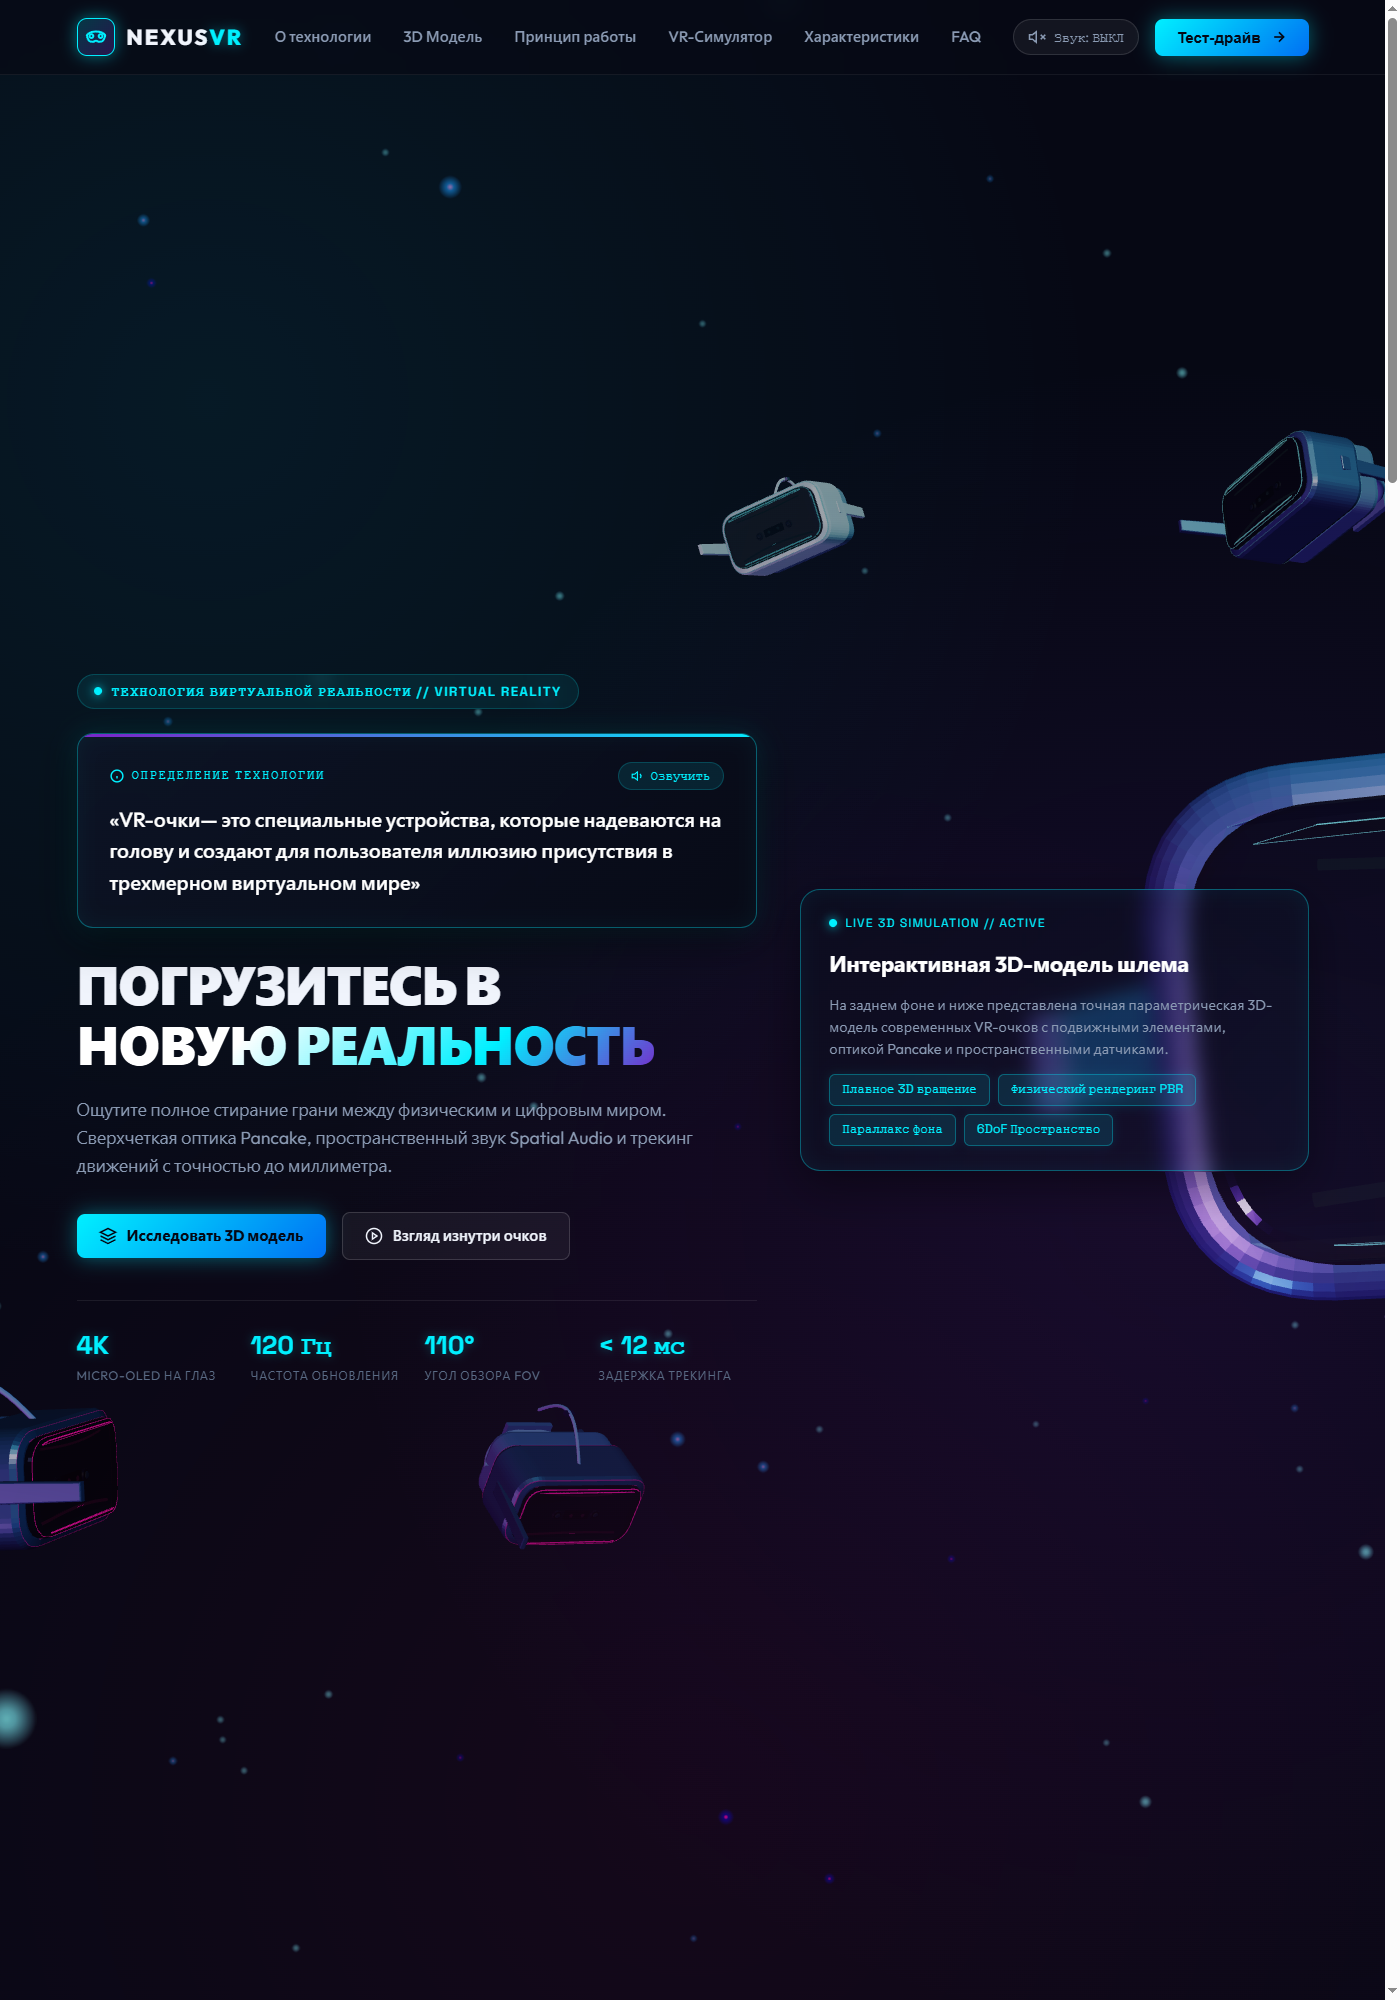 NEXUSVR
О технологии
3D Модель
Принцип работы
VR-Симулятор
Характеристики
FAQ
Звук: ВЫКЛ
Тест-драйв
ТЕХНОЛОГИЯ ВИРТУАЛЬНОЙ РЕАЛЬНОСТИ // VIRTUAL REALITY
ОПРЕДЕЛЕНИЕ ТЕХНОЛОГИИ
Озвучить
«VR-очки— это специальные устройства, которые надеваются на
голову и создают для пользователя иллюзию присутствия в
трехмерном виртуальном мире»
ПОГРУЗИТЕСЬ В
НОВУЮ РЕАЛЬНОСТЬ
Ощутите полное стирание грани между физическим и цифровым миром.
Сверхчеткая оптика Pancake, пространственный звук Spatial Audio и трекинг
движений с точностью до миллиметра.
Исследовать 3D модель
Взгляд изнутри очков
4K
MICRO-OLED НА ГЛАЗ
120 Гц
ЧАСТОТА ОБНОВЛЕНИЯ
110°
УГОЛ ОБЗОРА FOV
< 12 мс
ЗАДЕРЖКА ТРЕКИНГА
LIVE 3D SIMULATION // ACTIVE
Интерактивная 3D-модель шлема
На заднем фоне и ниже представлена точная параметрическая 3D-
модель современных VR-очков с подвижными элементами,
оптикой Pancake и пространственными датчиками.
Плавное 3D вращение
Физический рендеринг PBR
Параллакс фона
6DoF Пространство